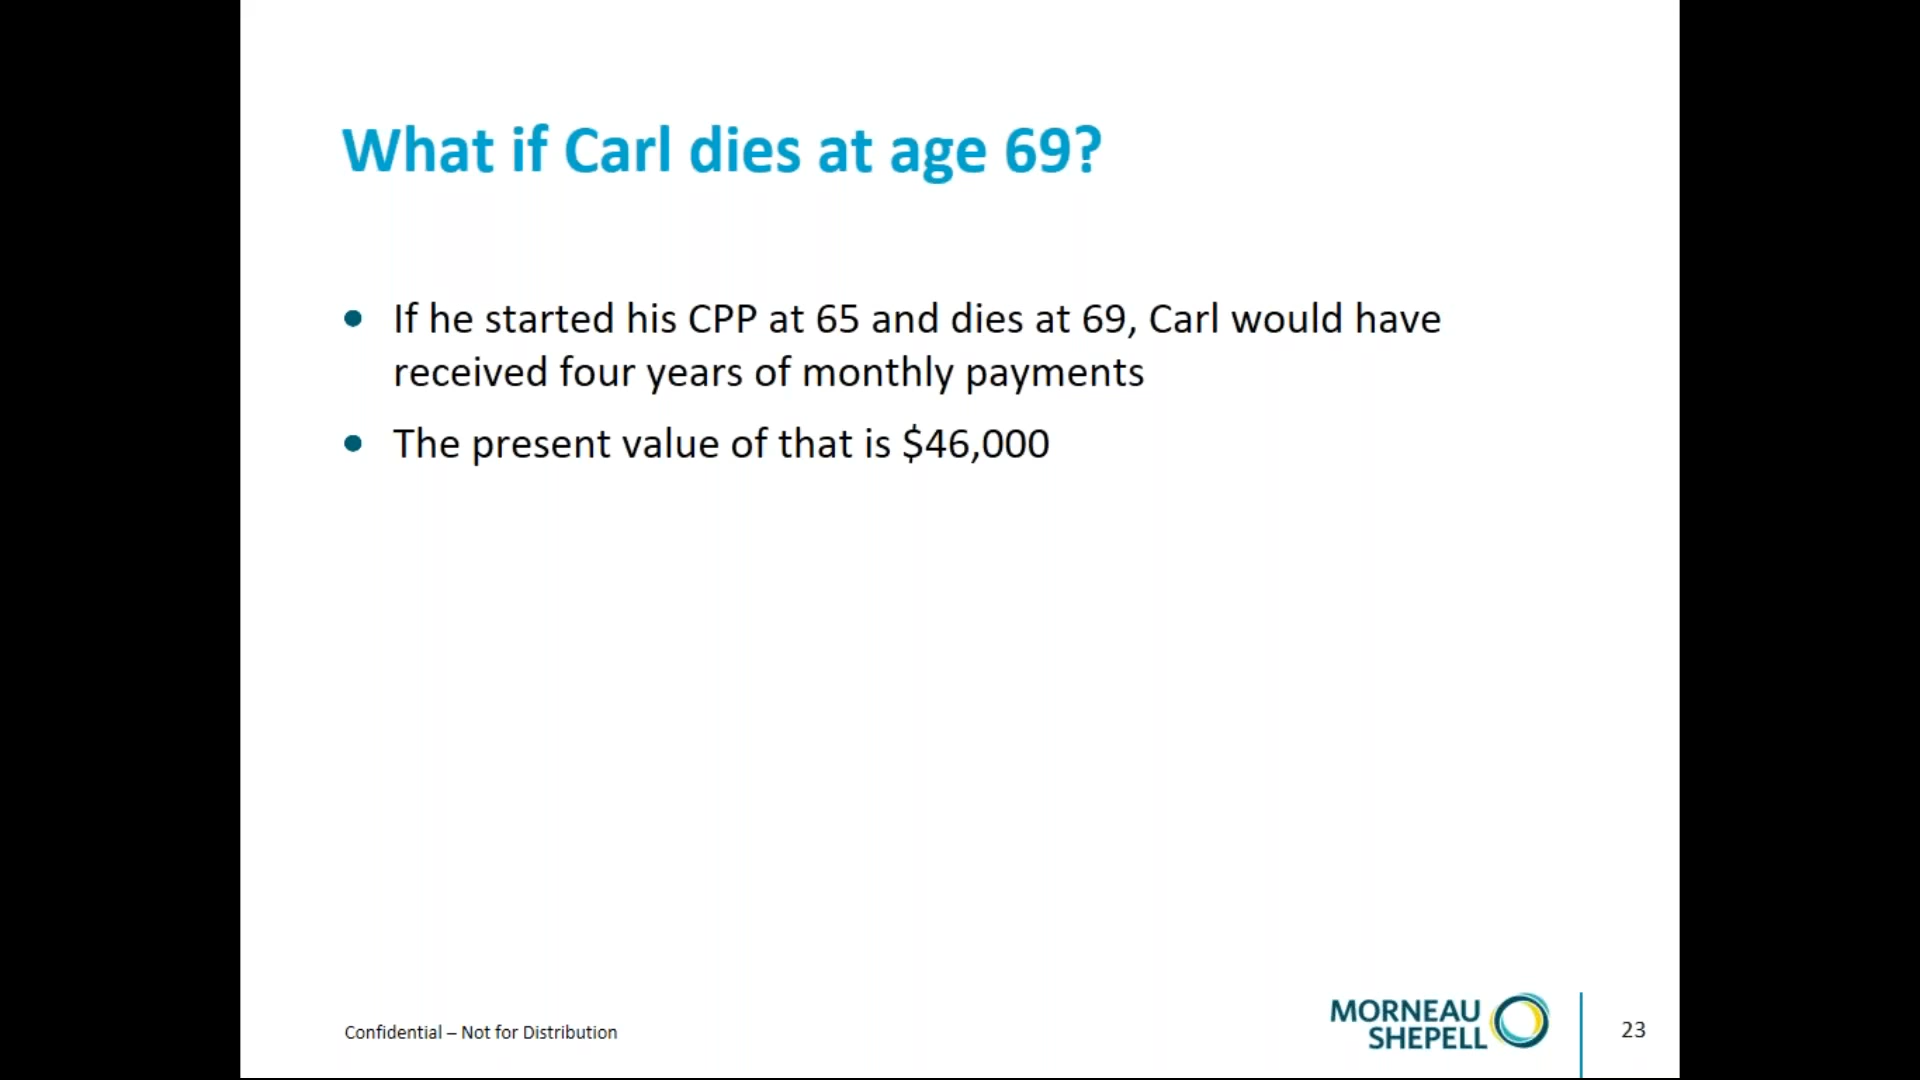 What if Carl dies at age 69?
• If he started his CPP at 65 and dies at 69, Carl would have
received four years of monthly payments
• The present value of that is $46,000
Confidential – Not for Distribution
MORNEAU
SHEPELL
23